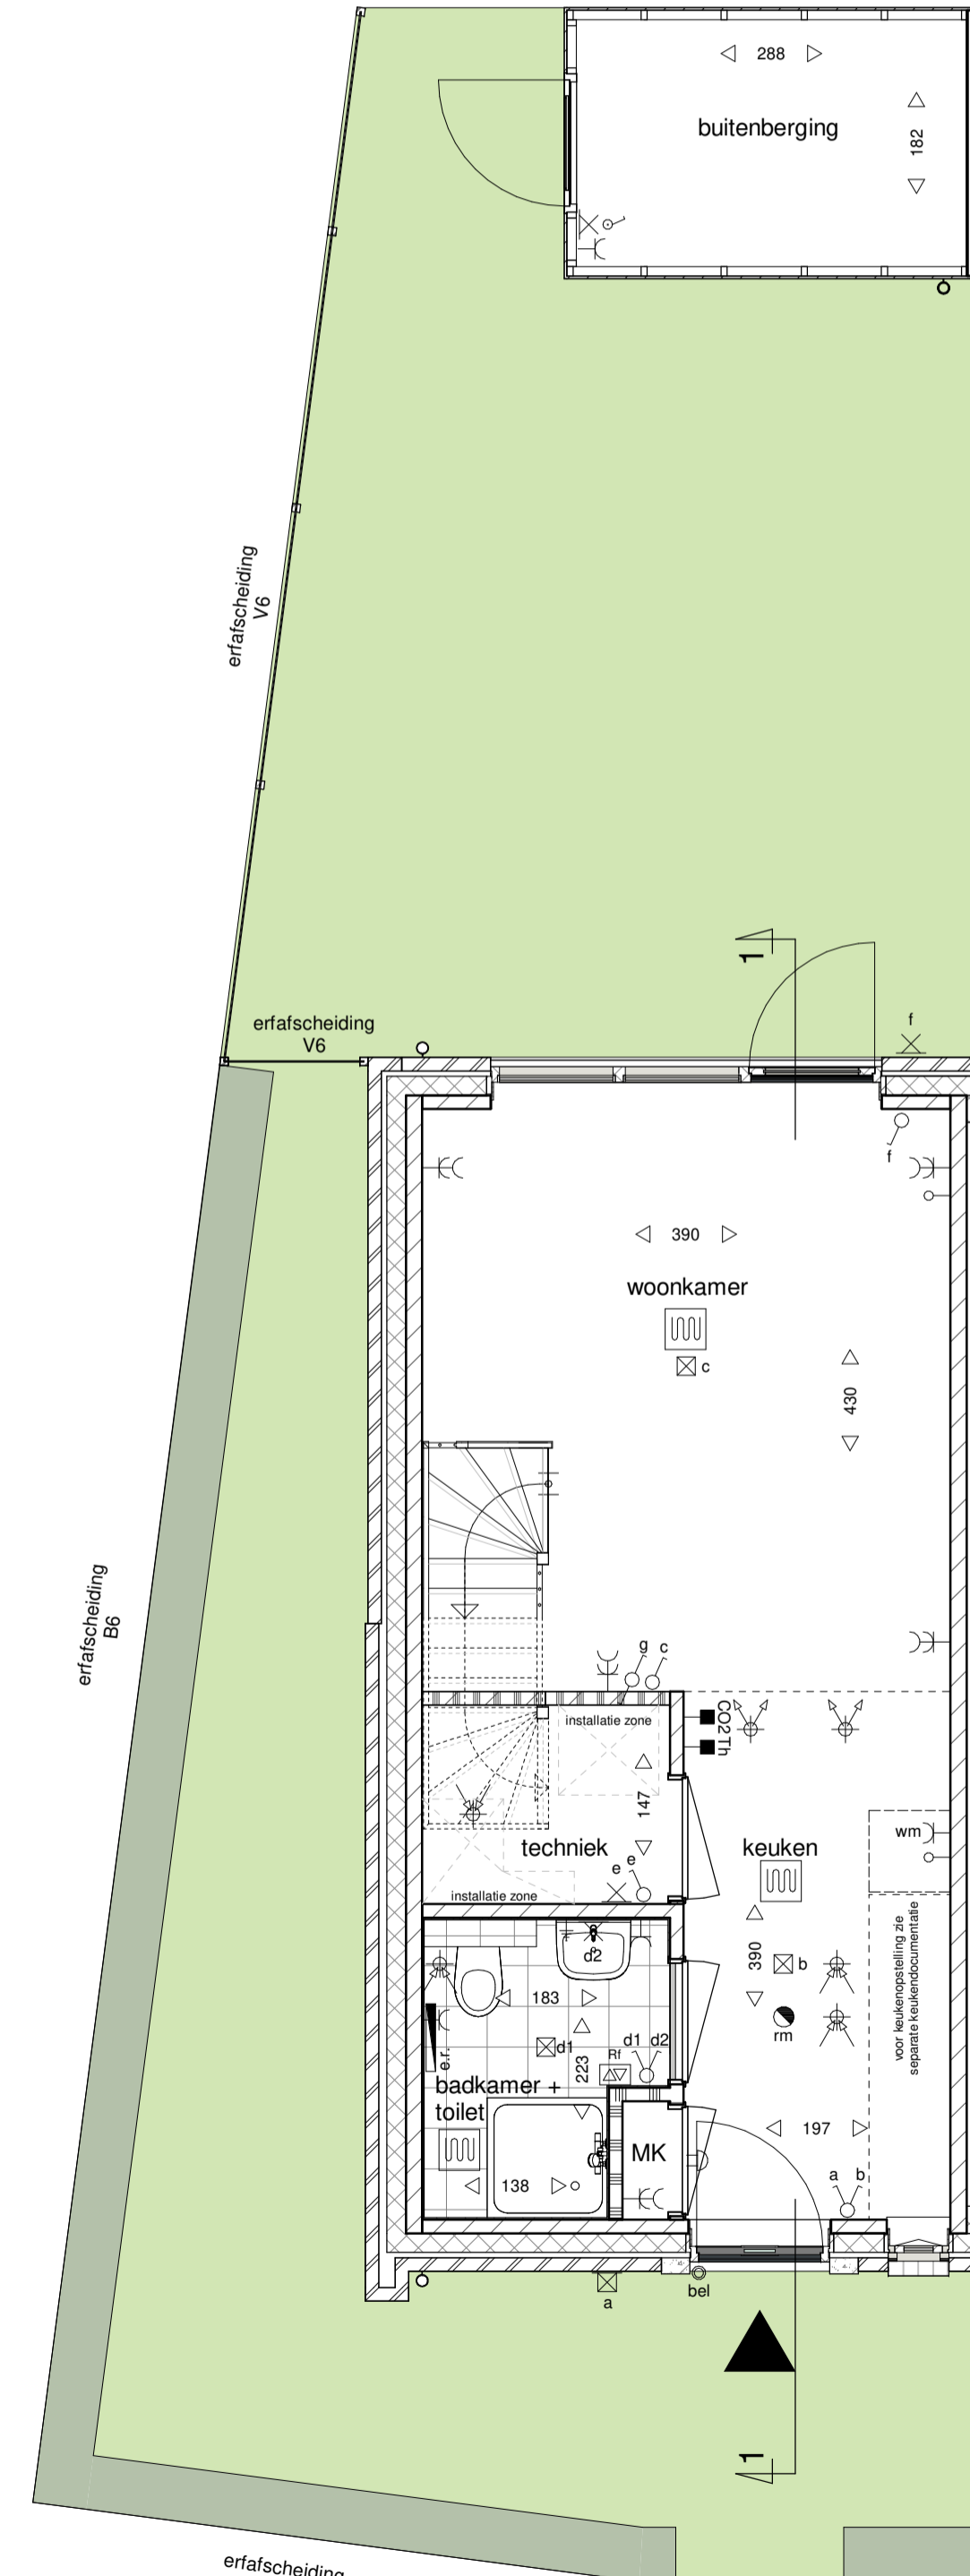 288
buitenberging
182
erfafscheiding
V6
erfafscheiding
V6
1
f
f
390
woonkamer
c
430
erfafscheiding
B6
g c
installatie zone
CO2
Th
147
techniek
keuken
wm
e e
installatie zone
d2
390
b
voor keukenopstelling zie
separate keukendocumentatie
183
rm
d1
d1 d2
Rf
223
e.r.
badkamer +
toilet
197
MK
138
a b
bel
a
1
erfafscheiding